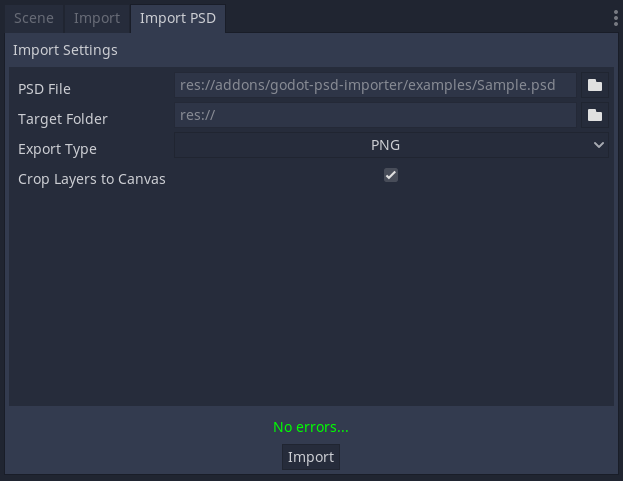 Scene Import Import PSD
Import Settings
PSD File res://addons/godot-psd-importer/examples/Sample.psd
Target Folder res://
Export Type PNG
Crop Layers to Canvas
No errors...
Import